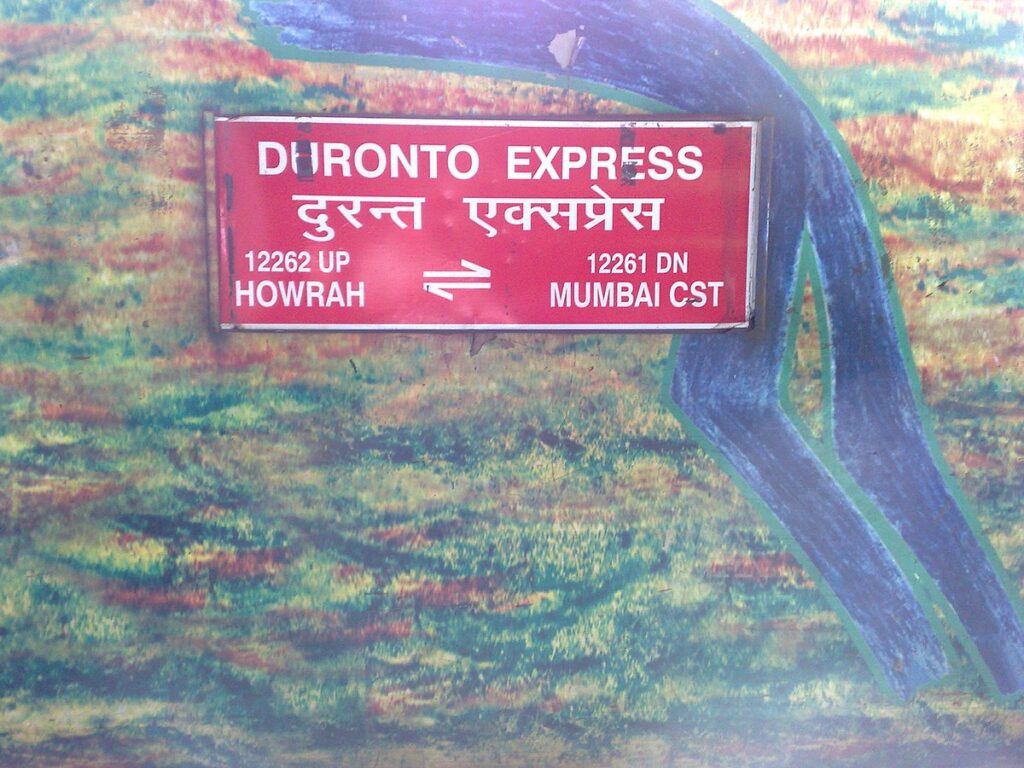 DURONTO EXPRESS
दुरन्त एक्सप्रेस
12262 UP 12261 DN
HOWRAH ⇌ MUMBAI CST